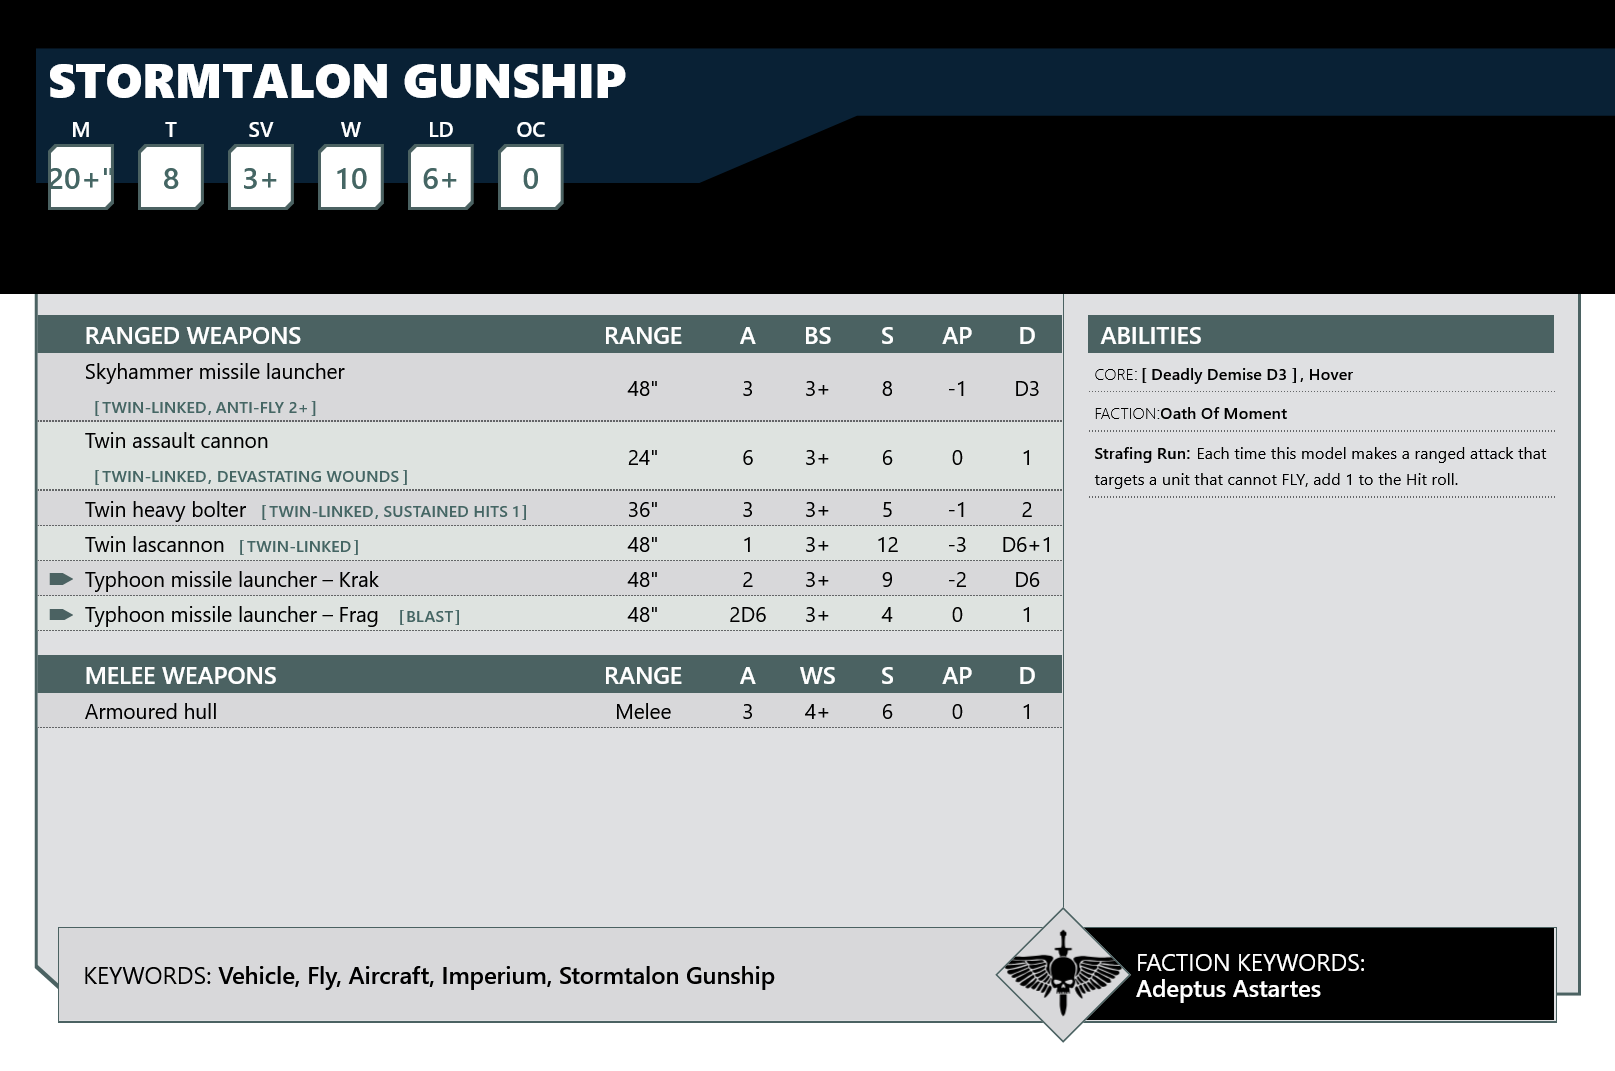 STORMTALON GUNSHIP
M T SV W LD OC
20+" 8 3+ 10 6+ 0
RANGED WEAPONS RANGE A BS S AP D
Skyhammer missile launcher
[TWIN-LINKED, ANTI-FLY 2+] 48" 3 3+ 8 -1 D3
Twin assault cannon
[TWIN-LINKED, DEVASTATING WOUNDS] 24" 6 3+ 6 0 1
Twin heavy bolter [TWIN-LINKED, SUSTAINED HITS 1] 36" 3 3+ 5 -1 2
Twin lascannon [TWIN-LINKED] 48" 1 3+ 12 -3 D6+1
Typhoon missile launcher – Krak 48" 2 3+ 9 -2 D6
Typhoon missile launcher – Frag [BLAST] 48" 2D6 3+ 4 0 1
MELEE WEAPONS RANGE A WS S AP D
Armoured hull Melee 3 4+ 6 0 1
ABILITIES
CORE: [ Deadly Demise D3 ] , Hover
FACTION:Oath Of Moment
Strafing Run: Each time this model makes a ranged attack that
targets a unit that cannot FLY, add 1 to the Hit roll.
KEYWORDS: Vehicle, Fly, Aircraft, Imperium, Stormtalon Gunship
FACTION KEYWORDS:
Adeptus Astartes